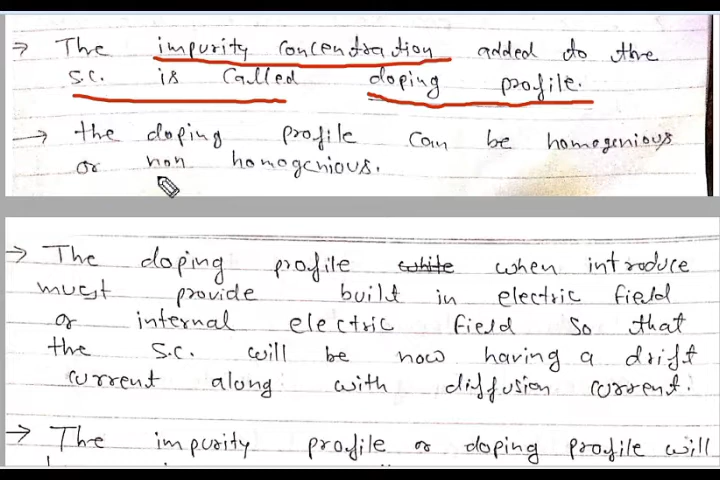 ⇒ The impurity concentration added to the
S.C. is called doping profile.
→ the doping profile can be homogenious
or non homogenious.
→ The doping profile white when introduce
must provide built in electric field
or internal electric field so that
the S.C. will be now having a drift
current along with diffusion current.
→ The impurity profile or doping profile will